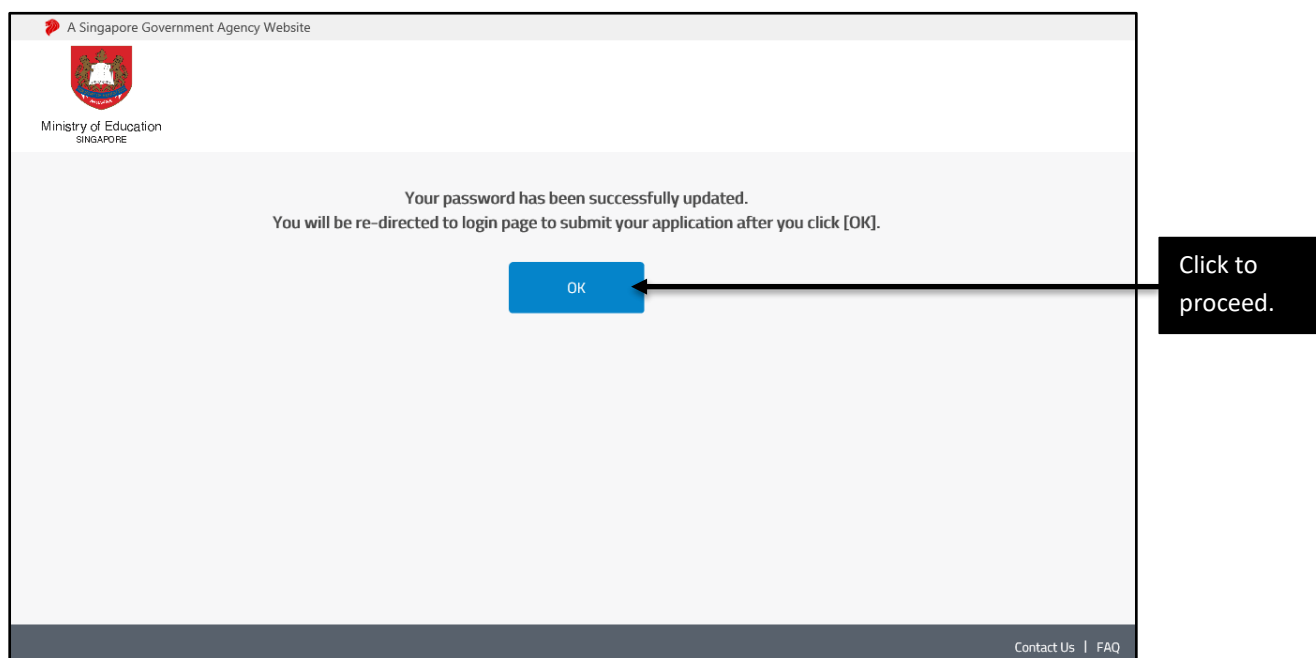 A Singapore Government Agency Website
Ministry of Education
SINGAPORE
Your password has been successfully updated.
You will be re-directed to login page to submit your application after you click [OK].
OK
Click to
proceed.
Contact Us | FAQ